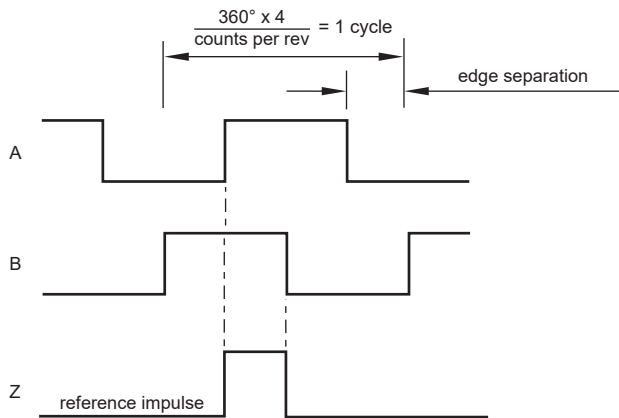 360° x 4
counts per rev
= 1 cycle
edge separation
A
B
Z
reference impulse